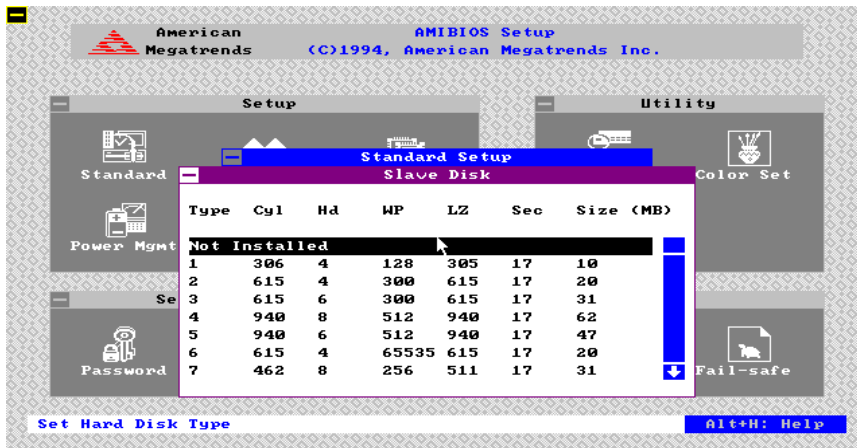 American
Megatrends
AMIBIOS Setup
(C)1994, American Megatrends Inc.
Setup
Utility
Standard
Color Set
Power Mgmt
Standard Setup
Slave Disk
Type Cyl Hd WP LZ Sec Size (MB)
Not Installed
1 306 4 128 305 17 10
2 615 4 300 615 17 20
3 615 6 300 615 17 31
4 940 8 512 940 17 62
5 940 6 512 940 17 47
6 615 4 65535 615 17 20
7 462 8 256 511 17 31
Se
Password
Fail-safe
Set Hard Disk Type
Alt+H: Help